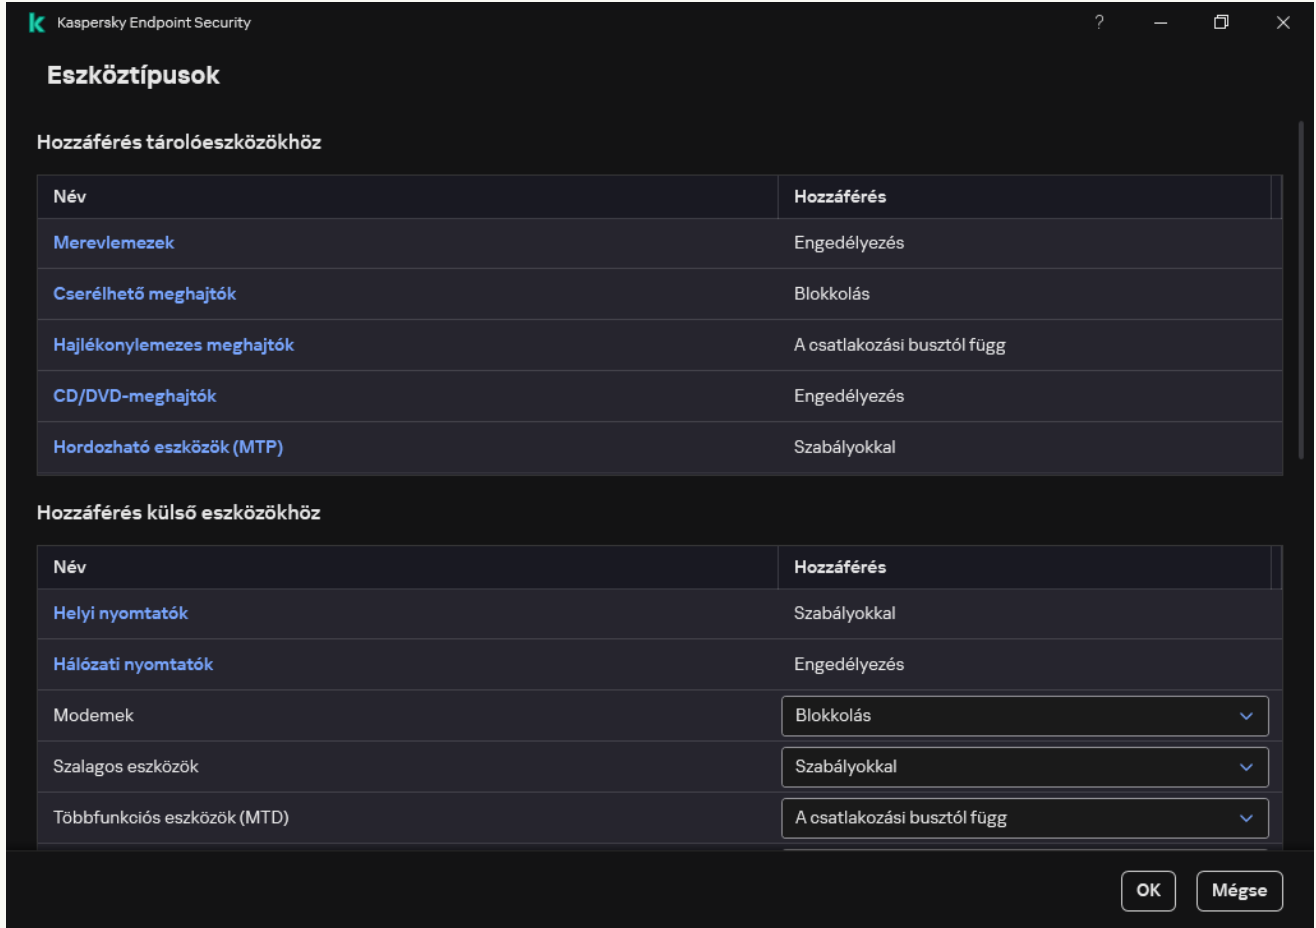 Kaspersky Endpoint Security
?
Eszköztípusok
Hozzáférés tárolóeszközökhöz
Név Hozzáférés
Merevlemezek Engedélyezés
Cserélhető meghajtók Blokkolás
Hajlékonylemezes meghajtók A csatlakozási busztól függ
CD/DVD-meghajtók Engedélyezés
Hordozható eszközök (MTP) Szabályokkal
Hozzáférés külső eszközökhöz
Név Hozzáférés
Helyi nyomtatók Szabályokkal
Hálózati nyomtatók Engedélyezés
Modemek Blokkolás
Szalagos eszközök Szabályokkal
Többfunkciós eszközök (MTD) A csatlakozási busztól függ
OK Mégse